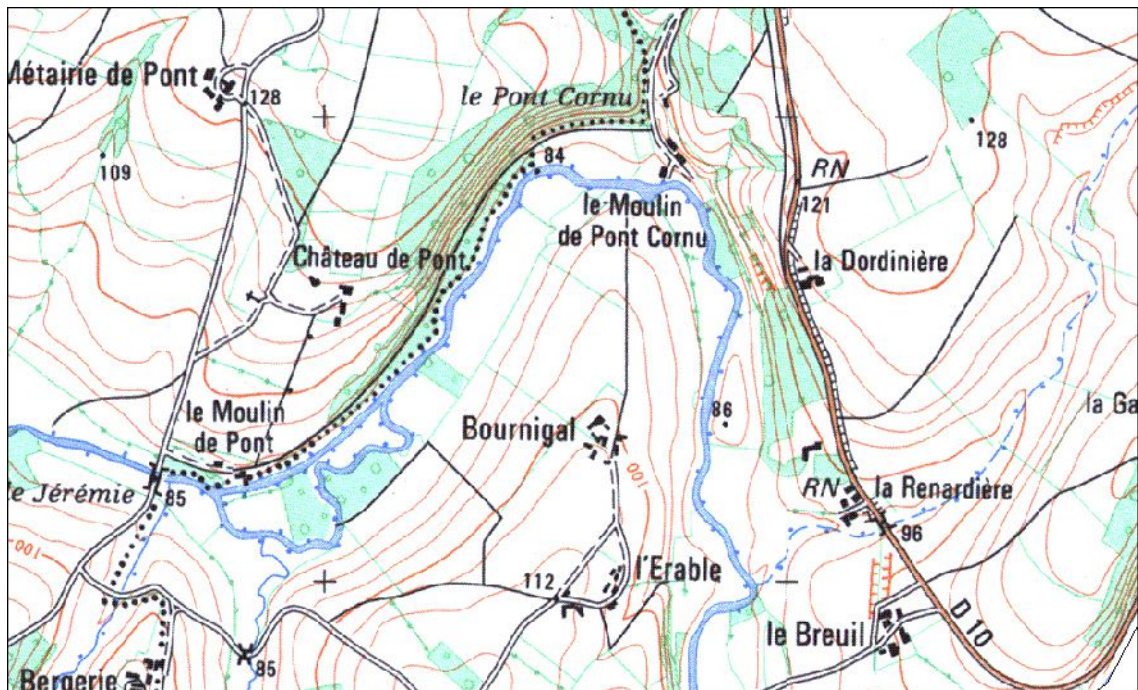 Métairie de Pont
128
le Pont Cornu
109
84
128
RN
121
le Moulin
de Pont Cornu
Château de Pont
la Dordinière
le Moulin
de Pont
Bournigal
86
la Ga
100
Jérémie
85
RN
la Renardière
96
100
112
l'Erable
le Breuil
D 10
85
Bergerie